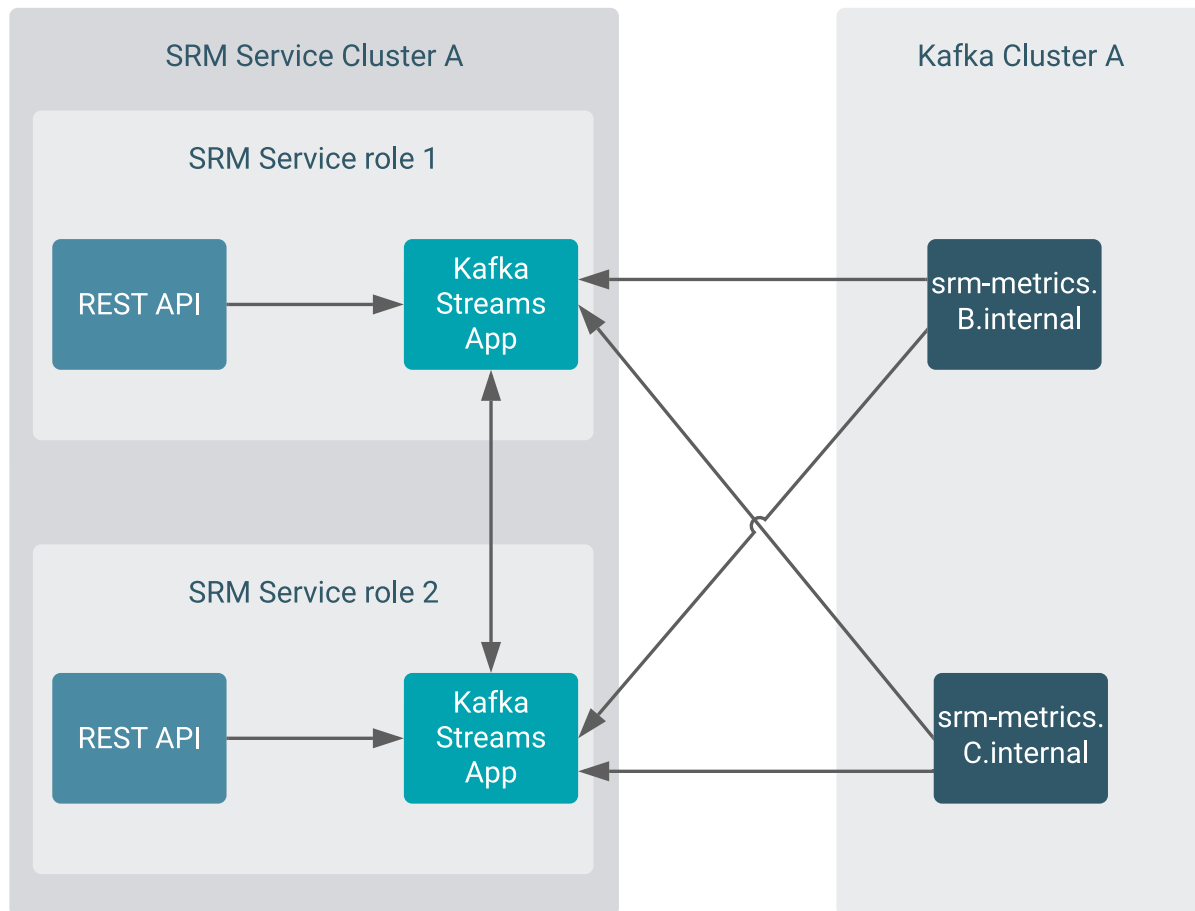 SRM Service Cluster A
Kafka Cluster A
SRM Service role 1
REST API
Kafka
Streams
App
srm-metrics.
B.internal
SRM Service role 2
REST API
Kafka
Streams
App
srm-metrics.
C.internal